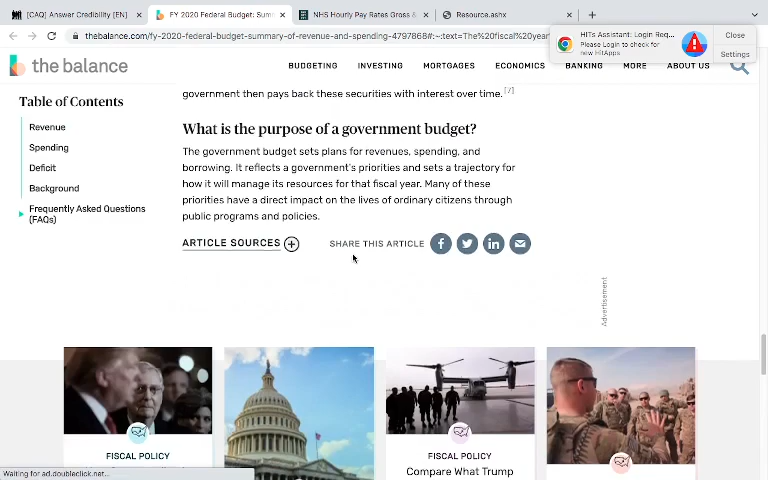 [CAQ] Answer Credibility [EN]
FY 2020 Federal Budget: Summ
NHS Hourly Pay Rates Gross &
Resource.ashx
thebalance.com/fy-2020-federal-budget-summary-of-revenue-and-spending-4797868#:~:text=The%20fiscal%20year
HITs Assistant: Login Req...
Please Login to check for
new HitApps
Close
Settings
the balance
BUDGETING
INVESTING
MORTGAGES
ECONOMICS
BANKING
MORE
ABOUT US
Table of Contents
Revenue
Spending
Deficit
Background
Frequently Asked Questions
(FAQs)
government then pays back these securities with interest over time. [7]
What is the purpose of a government budget?
The government budget sets plans for revenues, spending, and
borrowing. It reflects a government's priorities and sets a trajectory for
how it will manage its resources for that fiscal year. Many of these
priorities have a direct impact on the lives of ordinary citizens through
public programs and policies.
ARTICLE SOURCES
SHARE THIS ARTICLE
Advertisement
FISCAL POLICY
FISCAL POLICY
Compare What Trump
Waiting for ad.doubleclick.net...